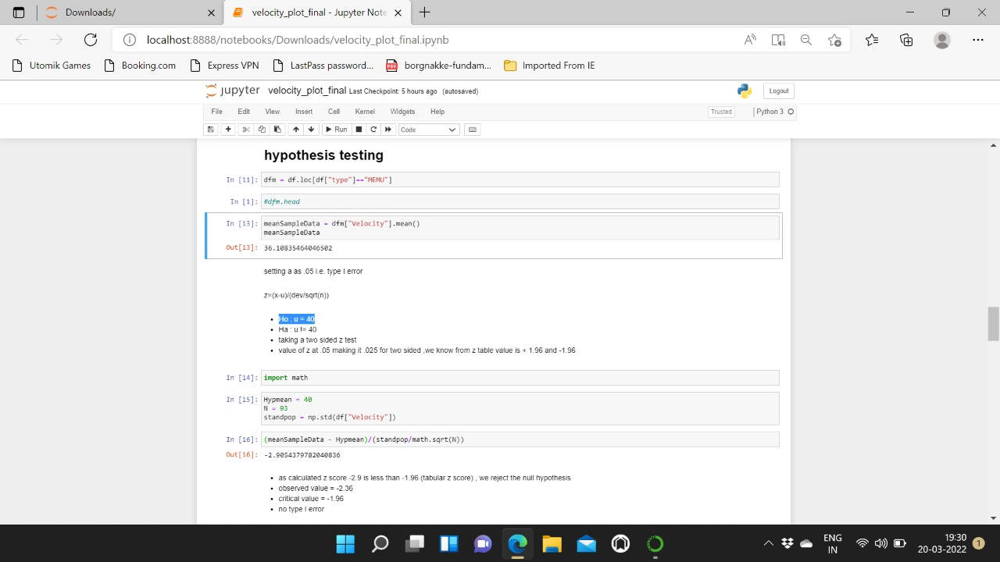 Downloads/
velocity_plot_final - Jupyter Note
localhost:8888/notebooks/Downloads/velocity_plot_final.ipynb
Utomik Games
Booking.com
Express VPN
LastPass password...
borgnakke-fundam...
Imported From IE
jupyter velocity_plot_final Last Checkpoint: 5 hours ago (autosaved)
Logout
File Edit View Insert Cell Kernel Widgets Help
Trusted
Python 3
Run
Code
hypothesis testing
In [11]: dfm = df.loc[df["type"]=="MEMU"]
In [1]: #dfm.head
In [13]: meanSampleData = dfm["Velocity"].mean()
meanSampleData
Out[13]: 36.10835464046502
setting a as .05 i.e. type I error
z=(x-u)/(dev/sqrt(n))
• Ho : u = 40
• Ha : u != 40
• taking a two sided z test
• value of z at .05 making it .025 for two sided ,we know from z table value is + 1.96 and -1.96
In [14]: import math
In [15]: Hypmean = 40
N = 93
standpop = np.std(df["Velocity"])
In [16]: (meanSampleData - Hypmean)/(standpop/math.sqrt(N))
Out[16]: -2.9054379782040836
• as calculated z score -2.9 is less than -1.96 (tabular z score) , we reject the null hypothesis
• observed value = -2.36
• critical value = -1.96
• no type I error
ENG
IN
19:30
20-03-2022
1